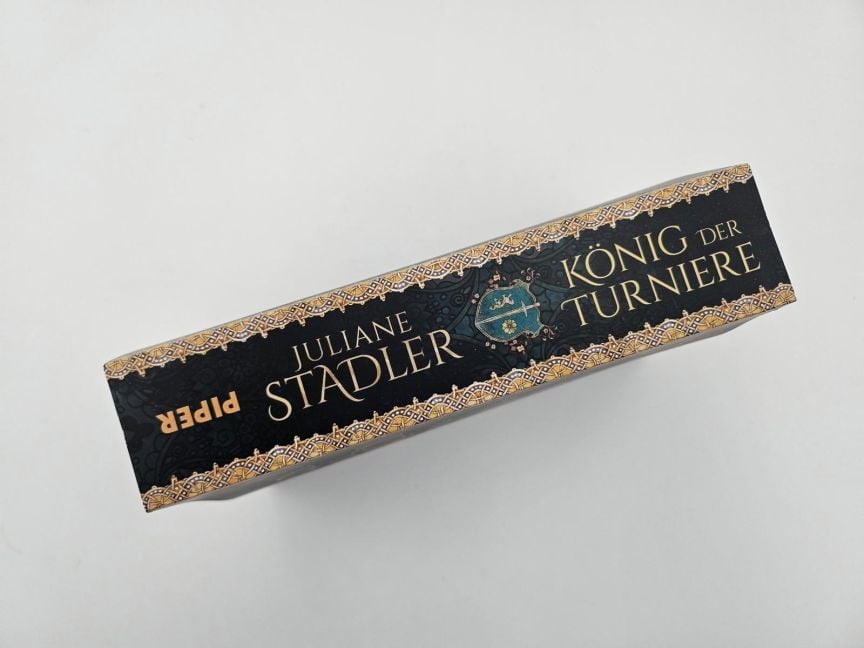 JULIANE
STADLER
KÖNIG DER
TURNIERE
PIPER